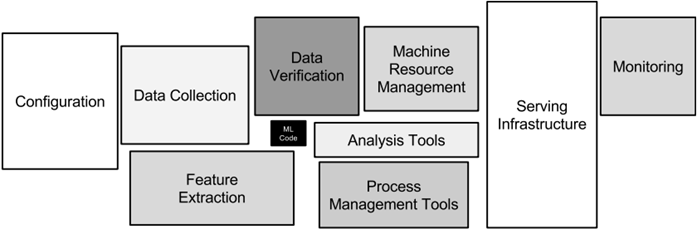 Configuration
Data Collection
Data
Verification
Machine
Resource
Management
Serving
Infrastructure
Monitoring
ML
Code
Analysis Tools
Feature
Extraction
Process
Management Tools